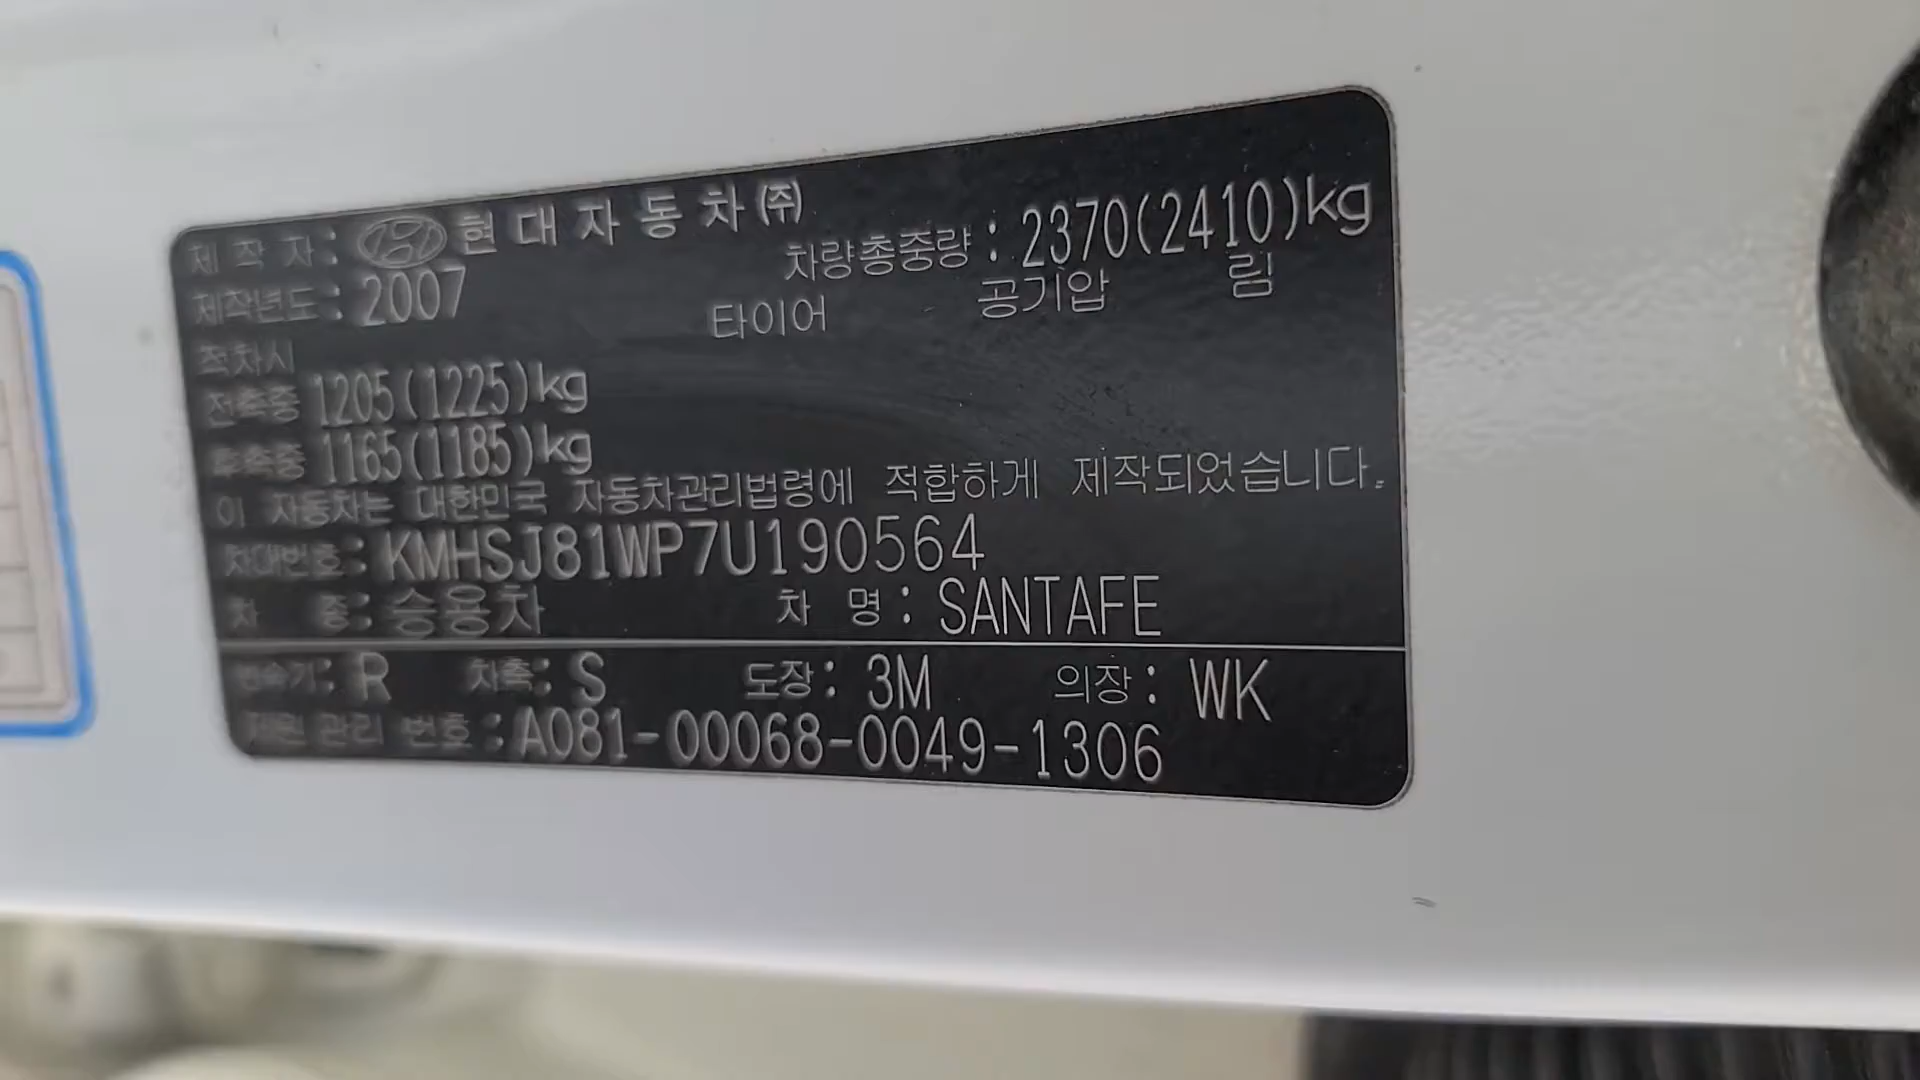 제 작 자 : 현 대 자 동 차 ㈜
차량총중량 : 2370(2410)kg
제작년도 : 2007
타이어 공기압 림
적차시
전축중 1205(1225)kg
후축중 1165(1185)kg
이 자동차는 대한민국 자동차관리법령에 적합하게 제작되었습니다.
차대번호 : KMHSJ81WP7U190564
차 종 : 승용차 차 명 : SANTAFE
변속기 : R 차축 : S 도장 : 3M 의장 : WK
제원 관리 번호 : A081-00068-0049-1306